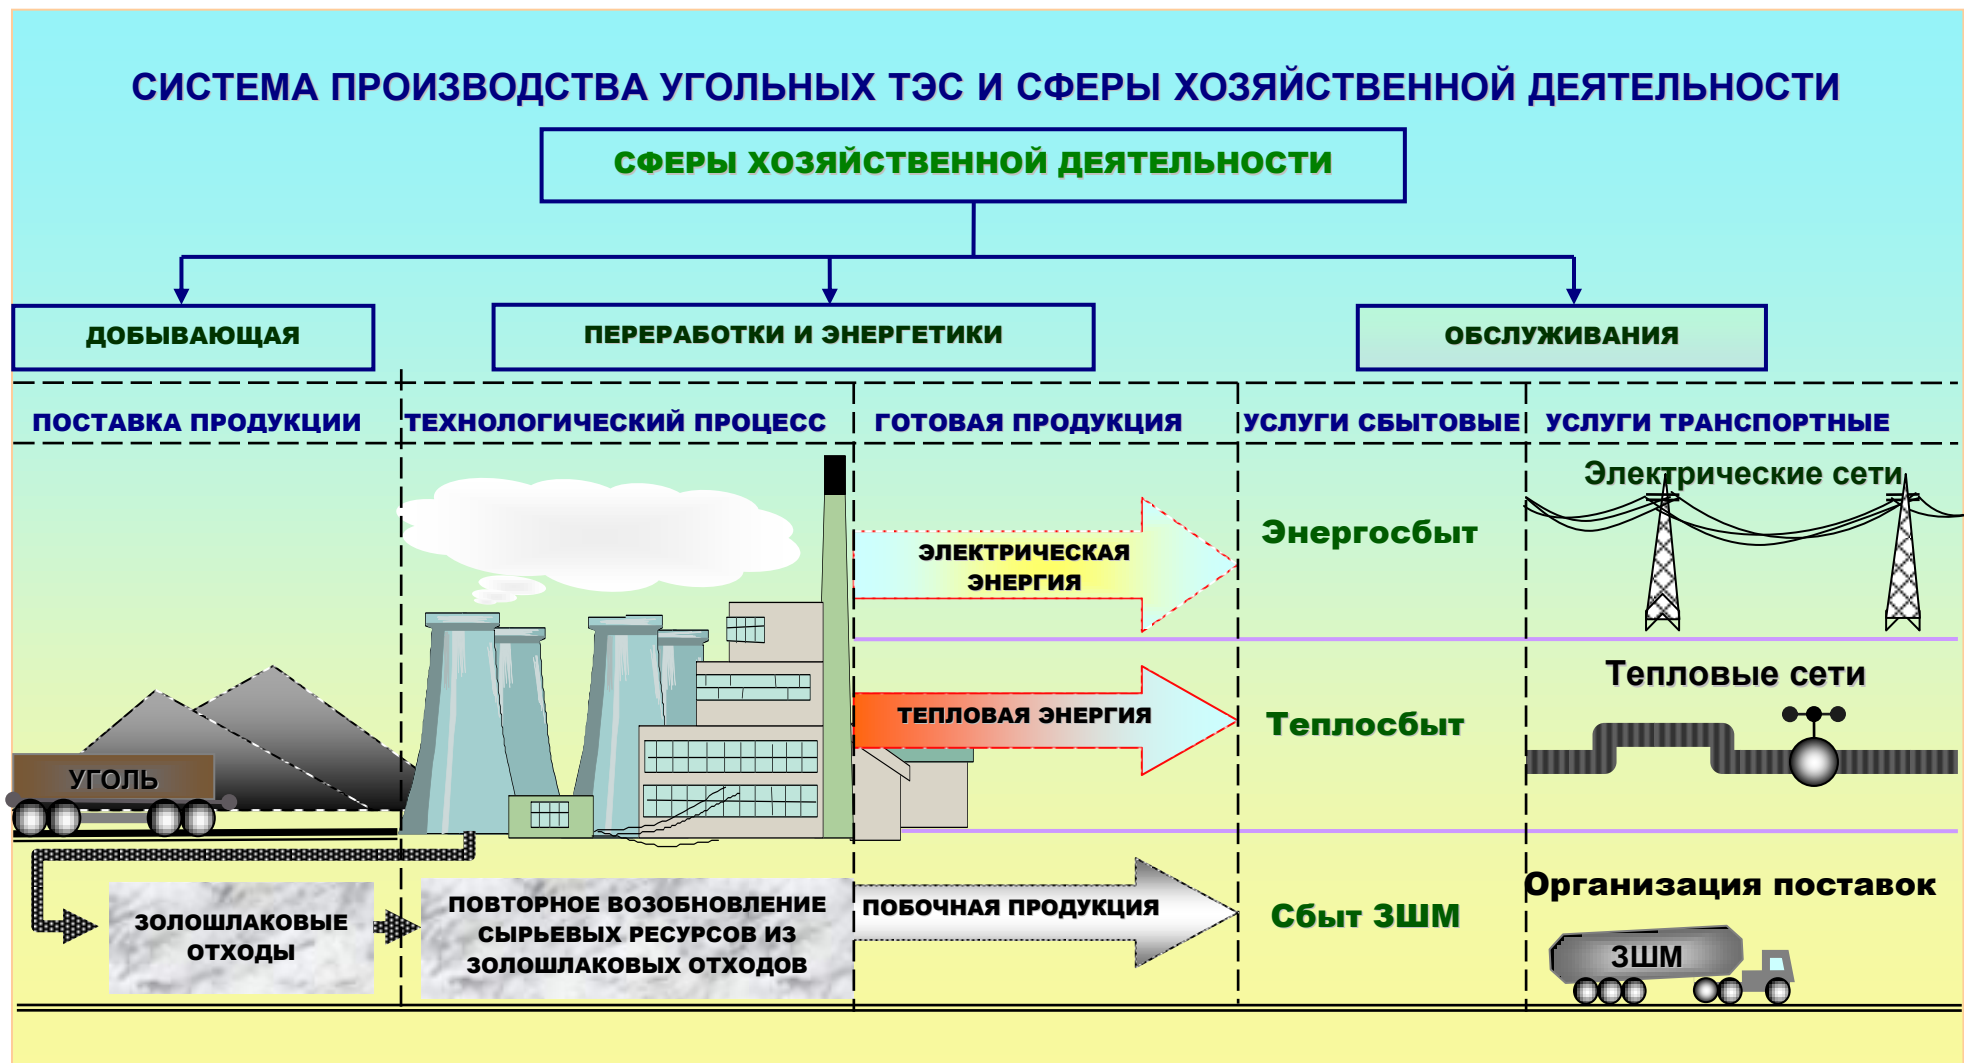 СИСТЕМА ПРОИЗВОДСТВА УГОЛЬНЫХ ТЭС И СФЕРЫ ХОЗЯЙСТВЕННОЙ ДЕЯТЕЛЬНОСТИ
СФЕРЫ ХОЗЯЙСТВЕННОЙ ДЕЯТЕЛЬНОСТИ
ДОБЫВАЮЩАЯ
ПЕРЕРАБОТКИ И ЭНЕРГЕТИКИ
ОБСЛУЖИВАНИЯ
ПОСТАВКА ПРОДУКЦИИ
ТЕХНОЛОГИЧЕСКИЙ ПРОЦЕСС
ГОТОВАЯ ПРОДУКЦИЯ
УСЛУГИ СБЫТОВЫЕ
УСЛУГИ ТРАНСПОРТНЫЕ
Электрические сети
ЭЛЕКТРИЧЕСКАЯ
ЭНЕРГИЯ
Энергосбыт
Тепловые сети
ТЕПЛОВАЯ ЭНЕРГИЯ
Теплосбыт
УГОЛЬ
ЗОЛОШЛАКОВЫЕ
ОТХОДЫ
ПОВТОРНОЕ ВОЗОБНОВЛЕНИЕ
СЫРЬЕВЫХ РЕСУРСОВ ИЗ
ЗОЛОШЛАКОВЫХ ОТХОДОВ
ПОБОЧНАЯ ПРОДУКЦИЯ
Сбыт ЗШМ
Организация поставок
ЗШМ